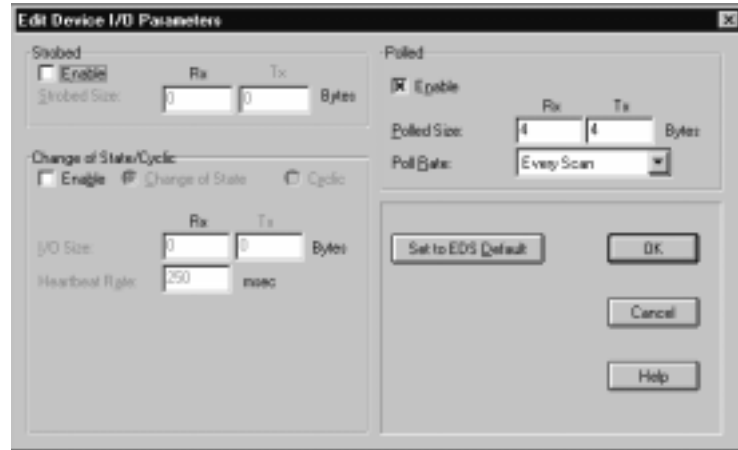 Edit Device I/O Parameters
Strobed
Enable
Rx Tx
Strobed Size: 0 0 Bytes
Change of State/Cyclic
Enable Change of State Cyclic
Rx Tx
I/O Size: 0 0 Bytes
Heartbeat Rate: 250 msec
Polled
Enable
Rx Tx
Polled Size: 4 4 Bytes
Poll Rate: Every Scan
Set to EDS Default
OK
Cancel
Help